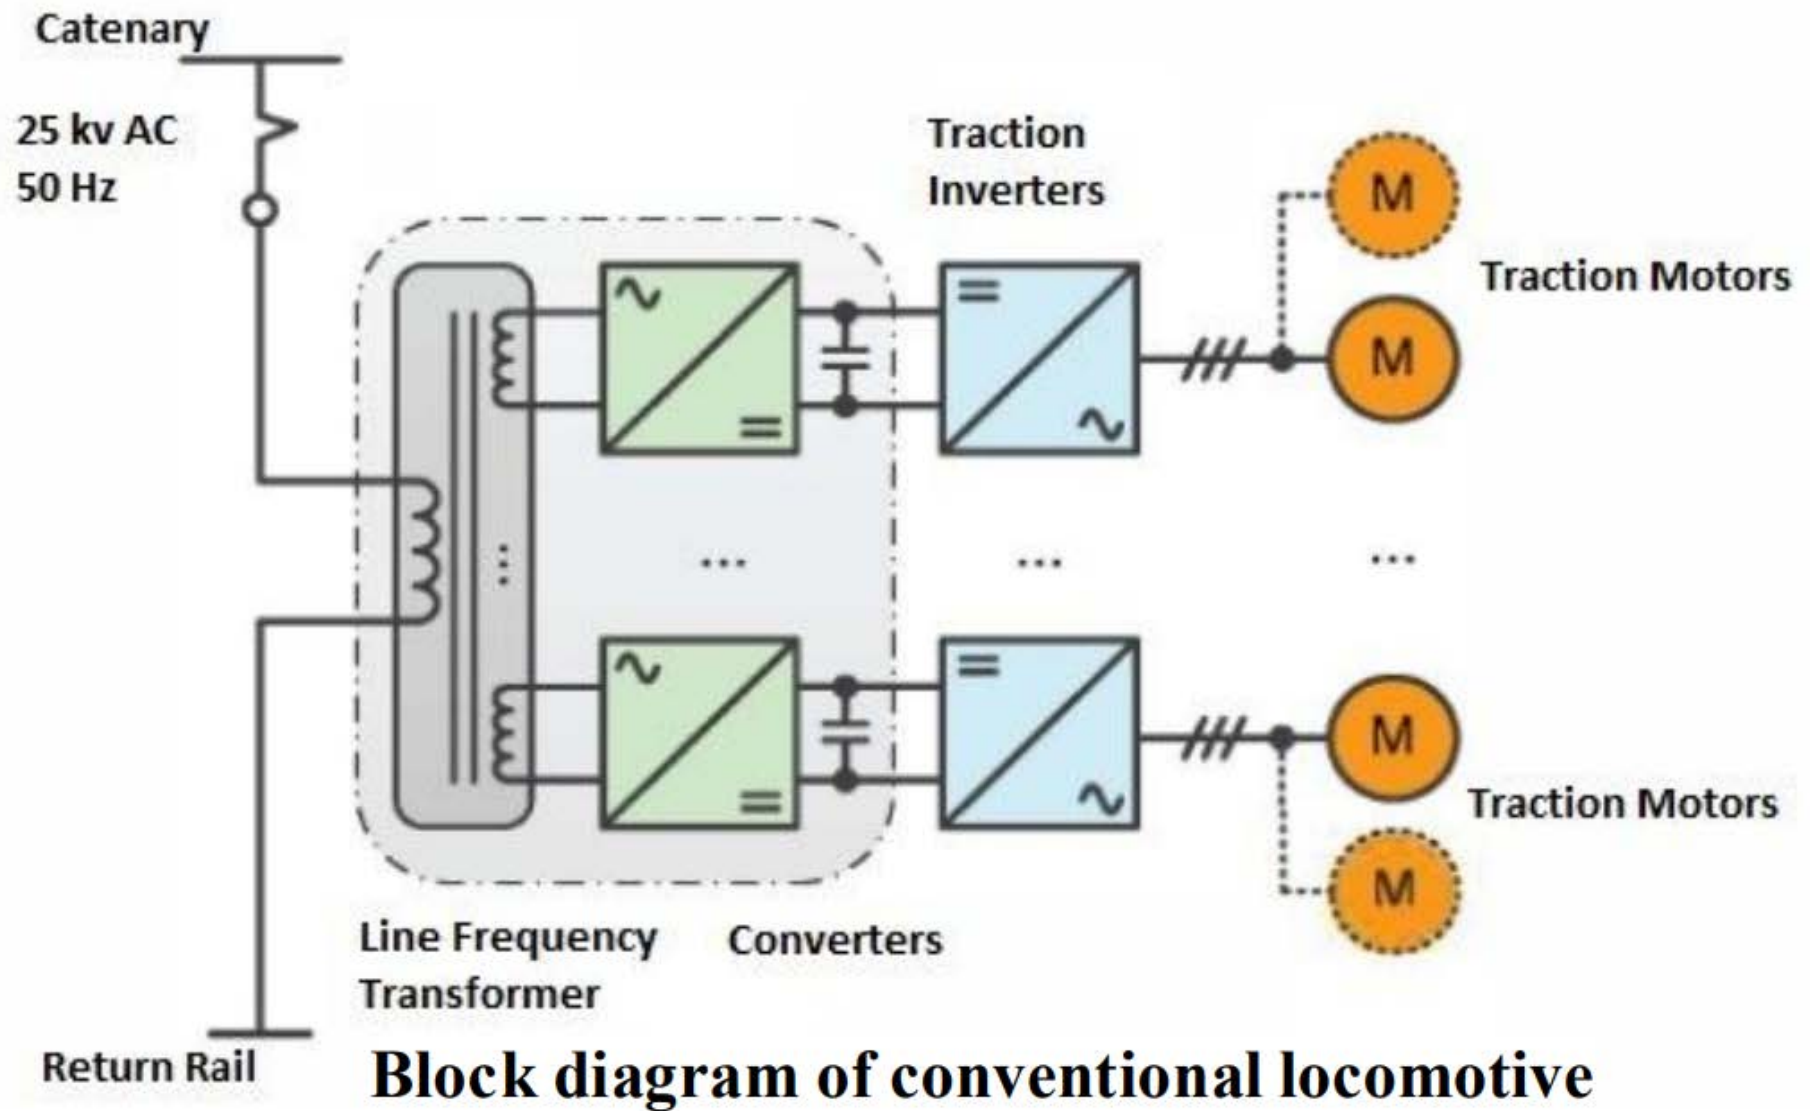 Catenary
25 kv AC
50 Hz
Traction
Inverters
M
Traction Motors
M
...
...
...
...
M
Traction Motors
M
Line Frequency
Transformer
Converters
Return Rail
Block diagram of conventional locomotive